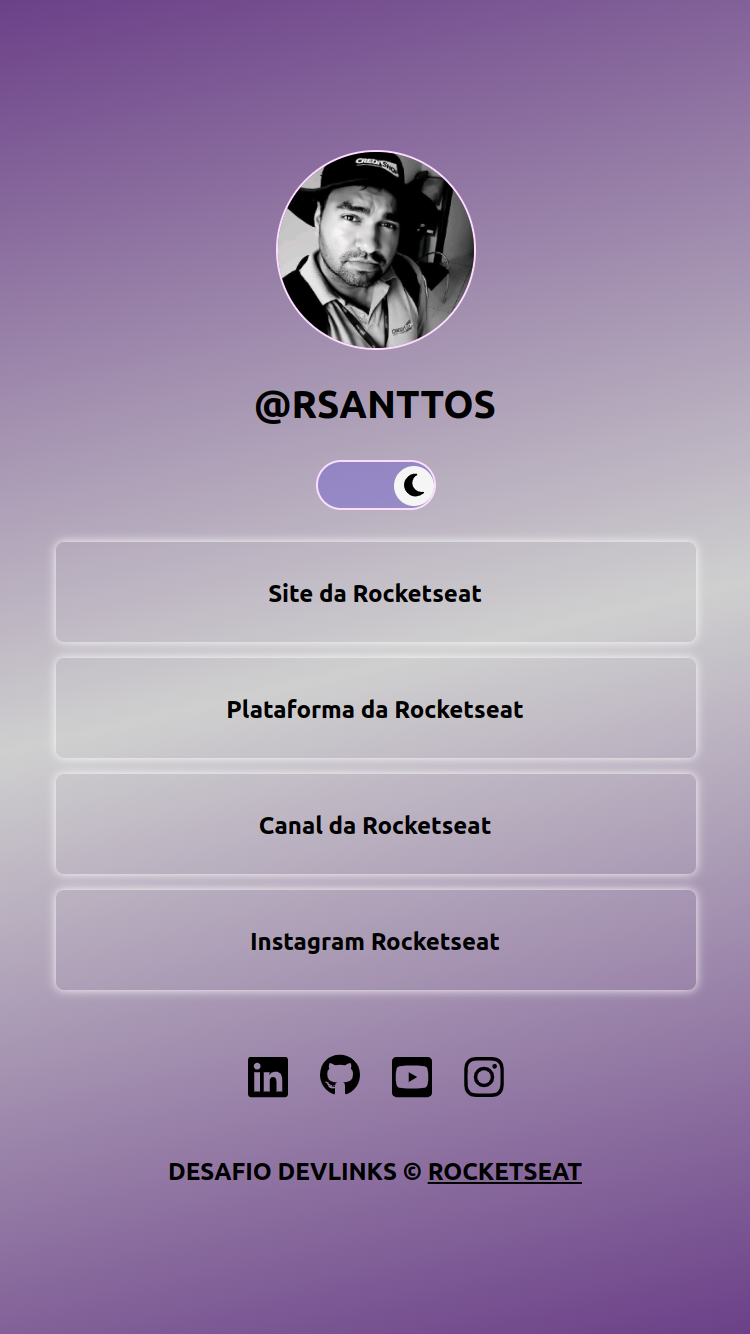 @RSANTTOS
Site da Rocketseat
Plataforma da Rocketseat
Canal da Rocketseat
Instagram Rocketseat
DESAFIO DEVLINKS © ROCKETSEAT